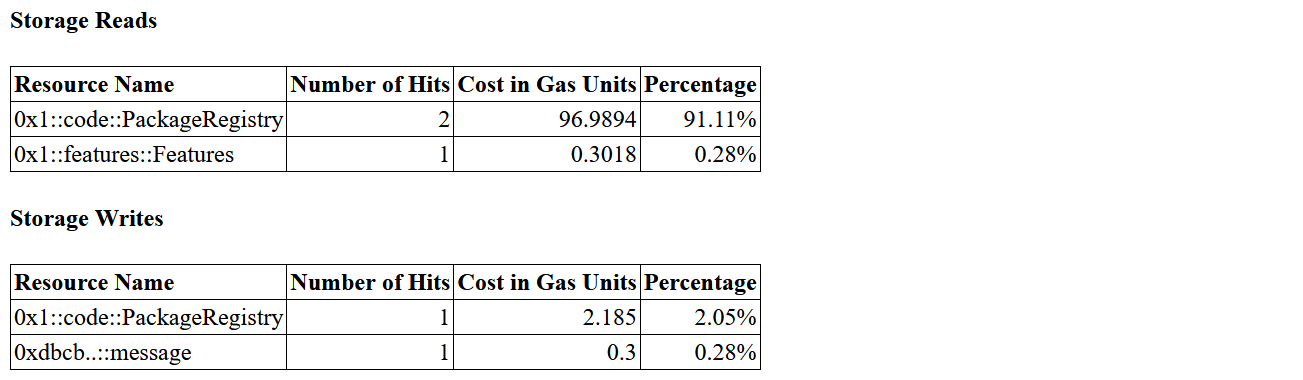 Storage Reads
Resource Name Number of Hits Cost in Gas Units Percentage
0x1::code::PackageRegistry 2 96.9894 91.11%
0x1::features::Features 1 0.3018 0.28%
Storage Writes
Resource Name Number of Hits Cost in Gas Units Percentage
0x1::code::PackageRegistry 1 2.185 2.05%
0xdbcb..::message 1 0.3 0.28%